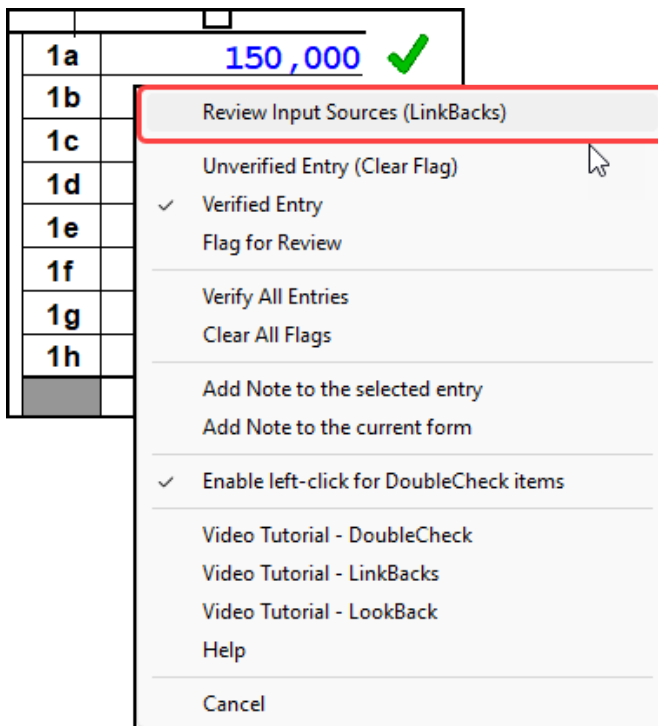 1a 150,000
1b
1c
1d
1e
1f
1g
1h
Review Input Sources (LinkBacks)
Unverified Entry (Clear Flag)
Verified Entry
Flag for Review
Verify All Entries
Clear All Flags
Add Note to the selected entry
Add Note to the current form
Enable left-click for DoubleCheck items
Video Tutorial - DoubleCheck
Video Tutorial - LinkBacks
Video Tutorial - LookBack
Help
Cancel